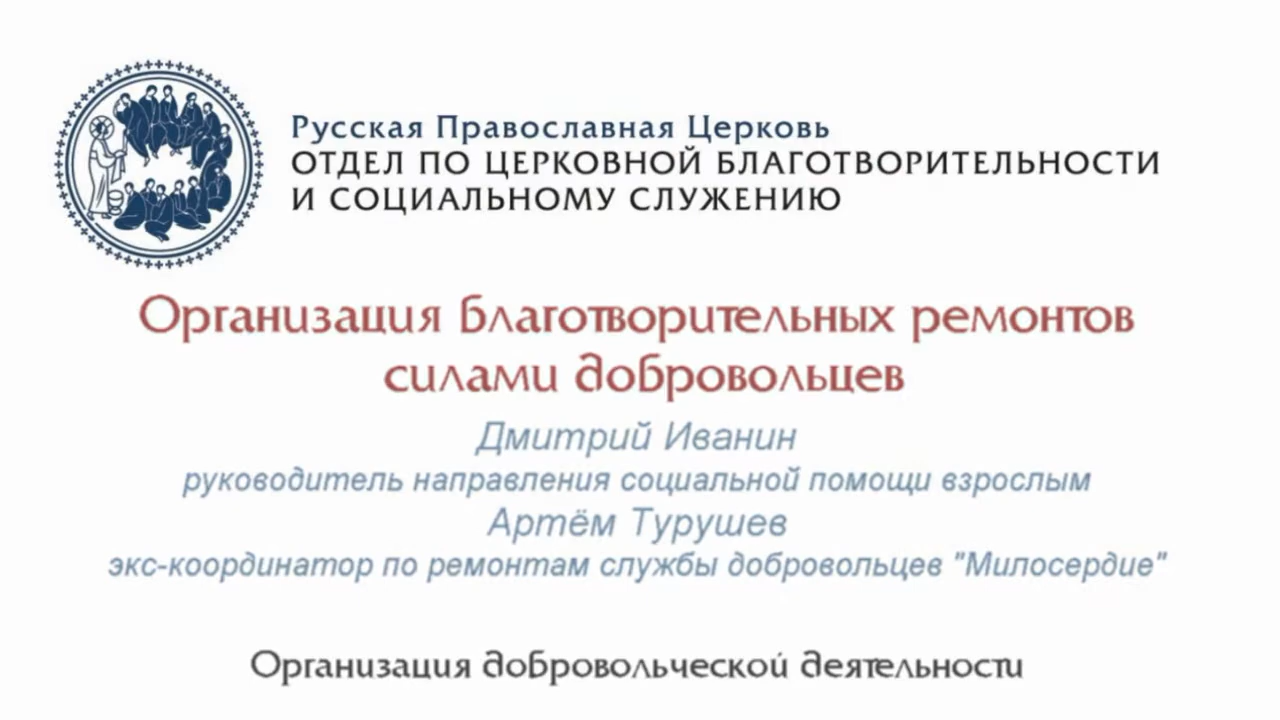 Русская Православная Церковь
ОТДЕЛ ПО ЦЕРКОВНОЙ БЛАГОТВОРИТЕЛЬНОСТИ
И СОЦИАЛЬНОМУ СЛУЖЕНИЮ
Организация благотворительных ремонтов
силами добровольцев
Дмитрий Иванин
руководитель направления социальной помощи взрослым
Артём Турушев
экс-координатор по ремонтам службы добровольцев "Милосердие"
Организация добровольческой деятельности